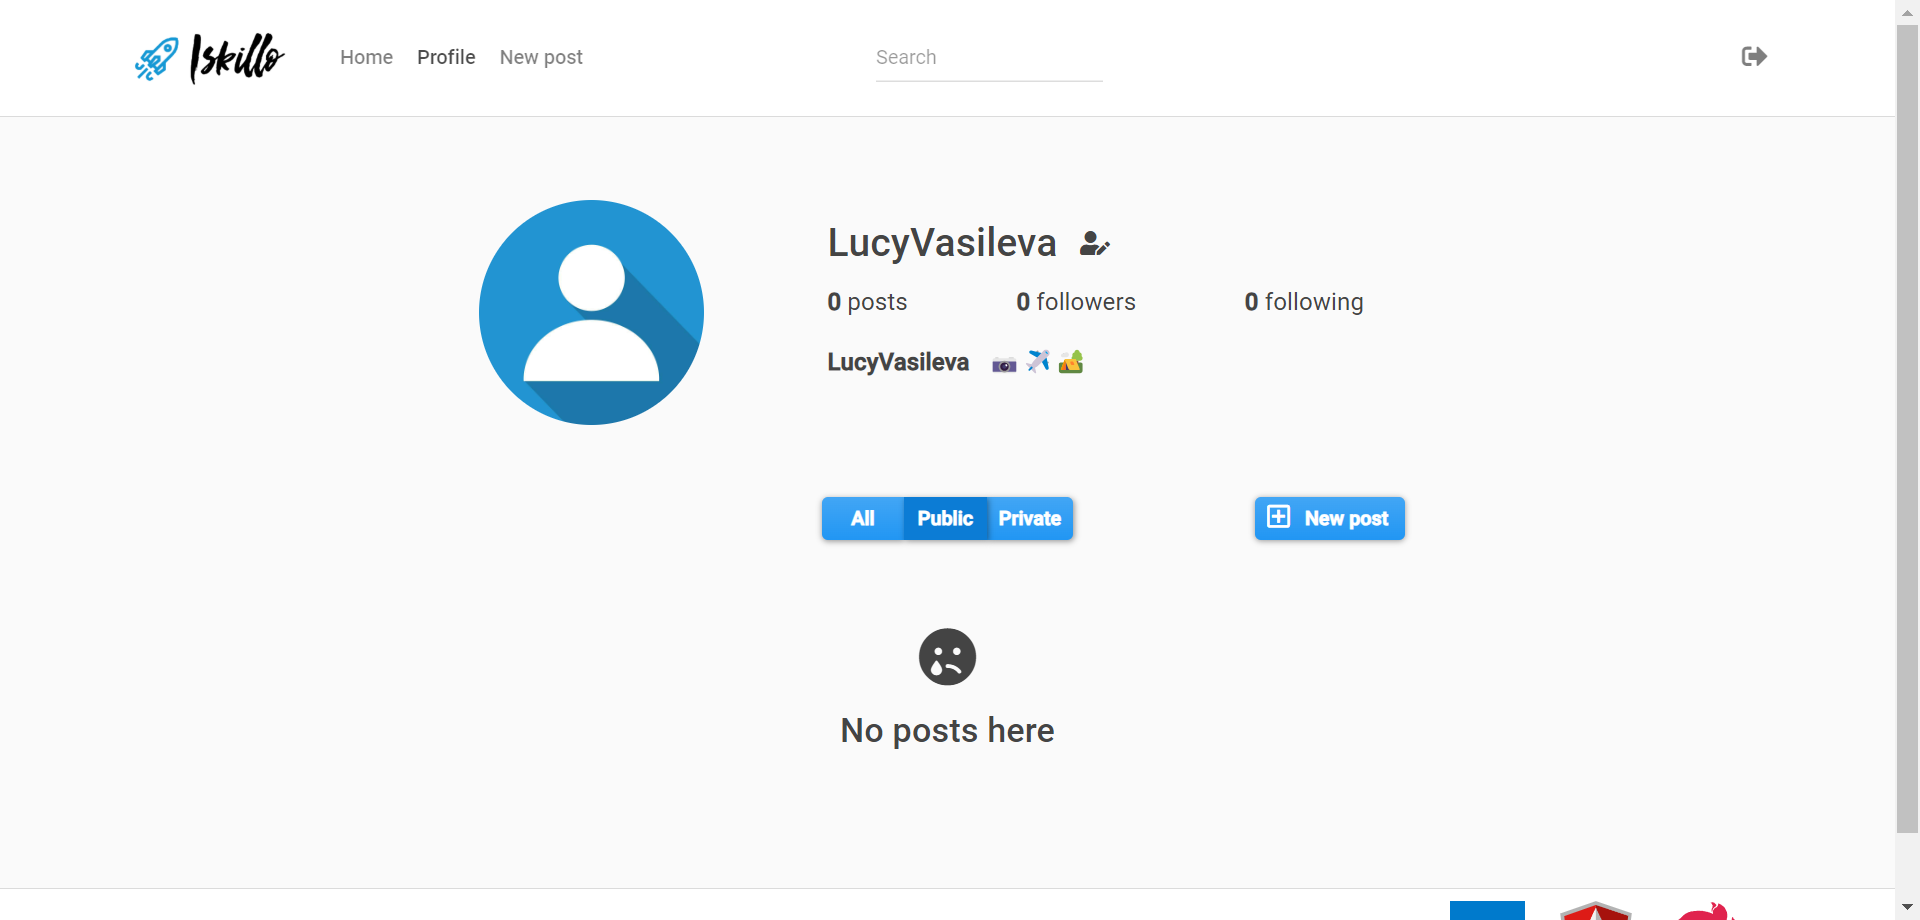 Iskillo
Home Profile New post
Search
LucyVasileva
0 posts 0 followers 0 following
LucyVasileva 📷 ✈️ 🏕️
All Public Private
New post
No posts here